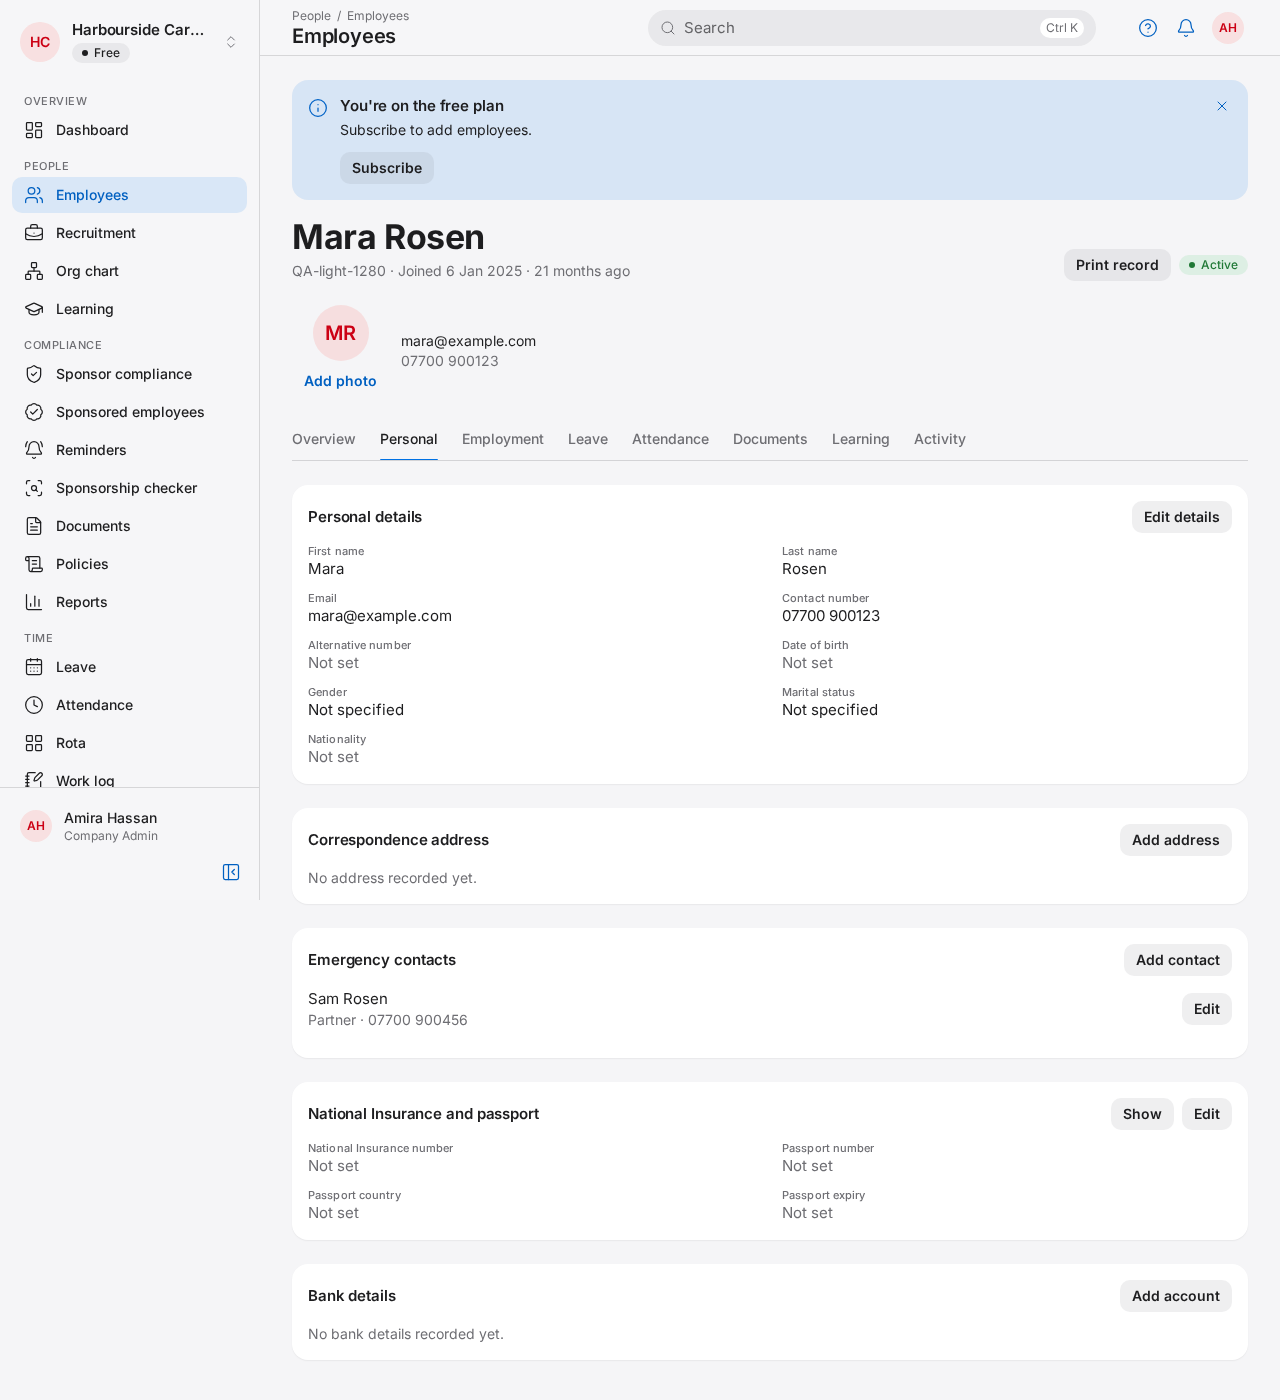 HC
Harbourside Car...
Free
OVERVIEW
Dashboard
PEOPLE
Employees
Recruitment
Org chart
Learning
COMPLIANCE
Sponsor compliance
Sponsored employees
Reminders
Sponsorship checker
Documents
Policies
Reports
TIME
Leave
Attendance
Rota
Work log
AH
Amira Hassan
Company Admin
People / Employees
Employees
Search
Ctrl K
AH
You're on the free plan
Subscribe to add employees.
Subscribe
Mara Rosen
QA-light-1280 · Joined 6 Jan 2025 · 21 months ago
Print record
Active
MR
Add photo
mara@example.com
07700 900123
Overview Personal Employment Leave Attendance Documents Learning Activity
Personal details
Edit details
First name
Mara
Last name
Rosen
Email
mara@example.com
Contact number
07700 900123
Alternative number
Not set
Date of birth
Not set
Gender
Not specified
Marital status
Not specified
Nationality
Not set
Correspondence address
Add address
No address recorded yet.
Emergency contacts
Add contact
Sam Rosen
Partner · 07700 900456
Edit
National Insurance and passport
Show
Edit
National Insurance number
Not set
Passport number
Not set
Passport country
Not set
Passport expiry
Not set
Bank details
Add account
No bank details recorded yet.